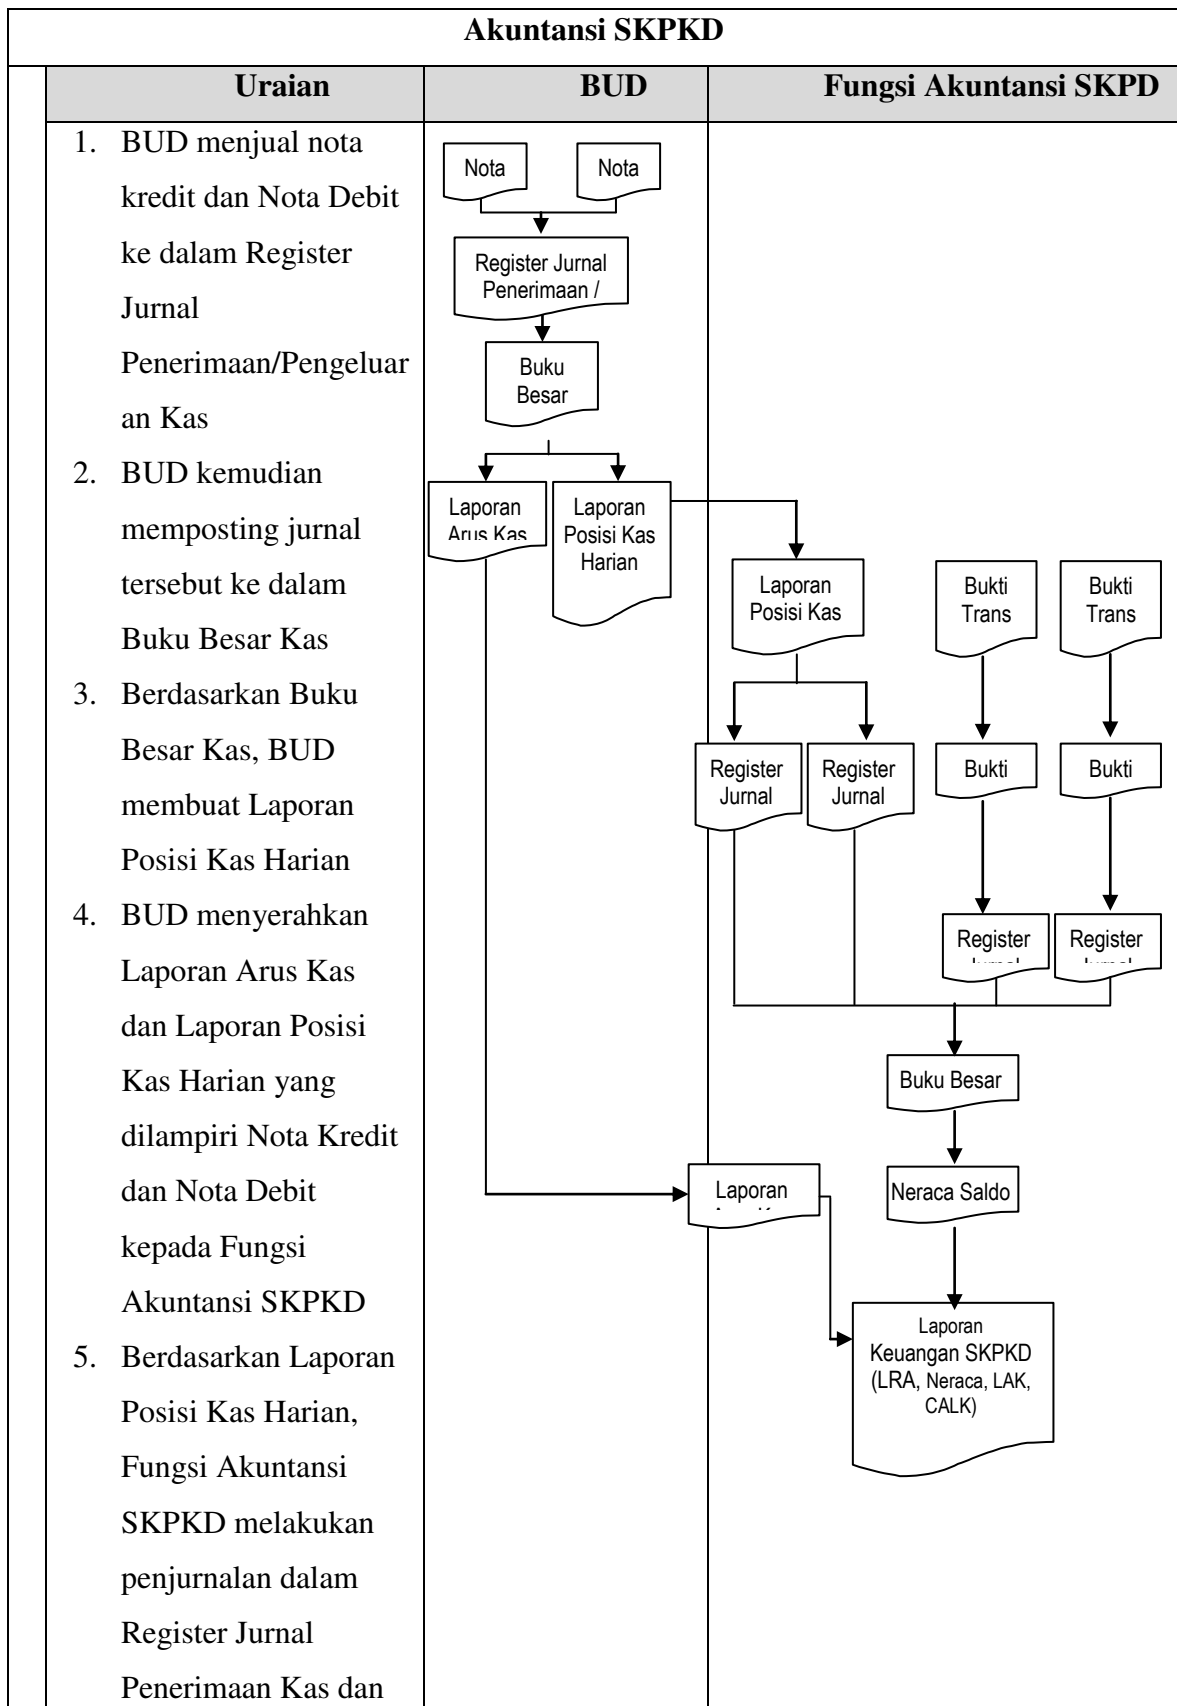 Akuntansi SKPKD
Uraian
BUD
Fungsi Akuntansi SKPD
1. BUD menjual nota
kredit dan Nota Debit
ke dalam Register
Jurnal
Penerimaan/Pengeluar
an Kas
2. BUD kemudian
memposting jurnal
tersebut ke dalam
Buku Besar Kas
3. Berdasarkan Buku
Besar Kas, BUD
membuat Laporan
Posisi Kas Harian
4. BUD menyerahkan
Laporan Arus Kas
dan Laporan Posisi
Kas Harian yang
dilampiri Nota Kredit
dan Nota Debit
kepada Fungsi
Akuntansi SKPKD
5. Berdasarkan Laporan
Posisi Kas Harian,
Fungsi Akuntansi
SKPKD melakukan
penjurnalan dalam
Register Jurnal
Penerimaan Kas dan
Nota
Nota
Register Jurnal
Penerimaan /
Buku
Besar
Laporan
Arus Kas
Laporan
Posisi Kas
Harian
Laporan
Posisi Kas
Bukti
Trans
Bukti
Trans
Register
Jurnal
Register
Jurnal
Bukti
Bukti
Register
Register
Buku Besar
Laporan
Neraca Saldo
Laporan
Keuangan SKPKD
(LRA, Neraca, LAK,
CALK)